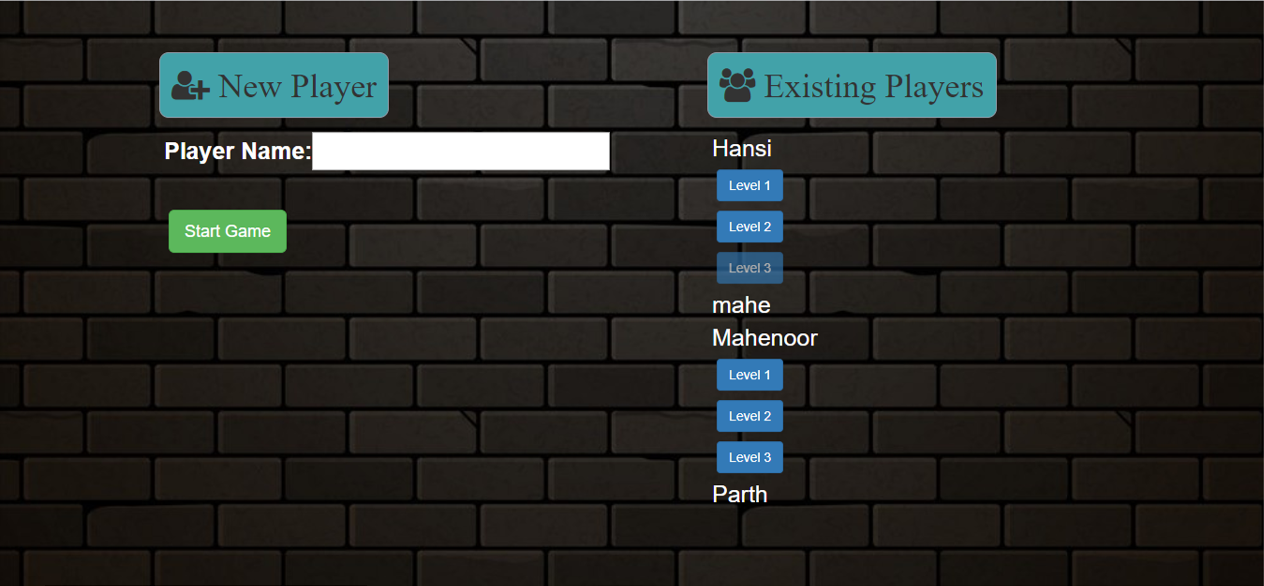 New Player
Player Name:
Start Game
Existing Players
Hansi
Level 1
Level 2
Level 3
mahe
Mahenoor
Level 1
Level 2
Level 3
Parth